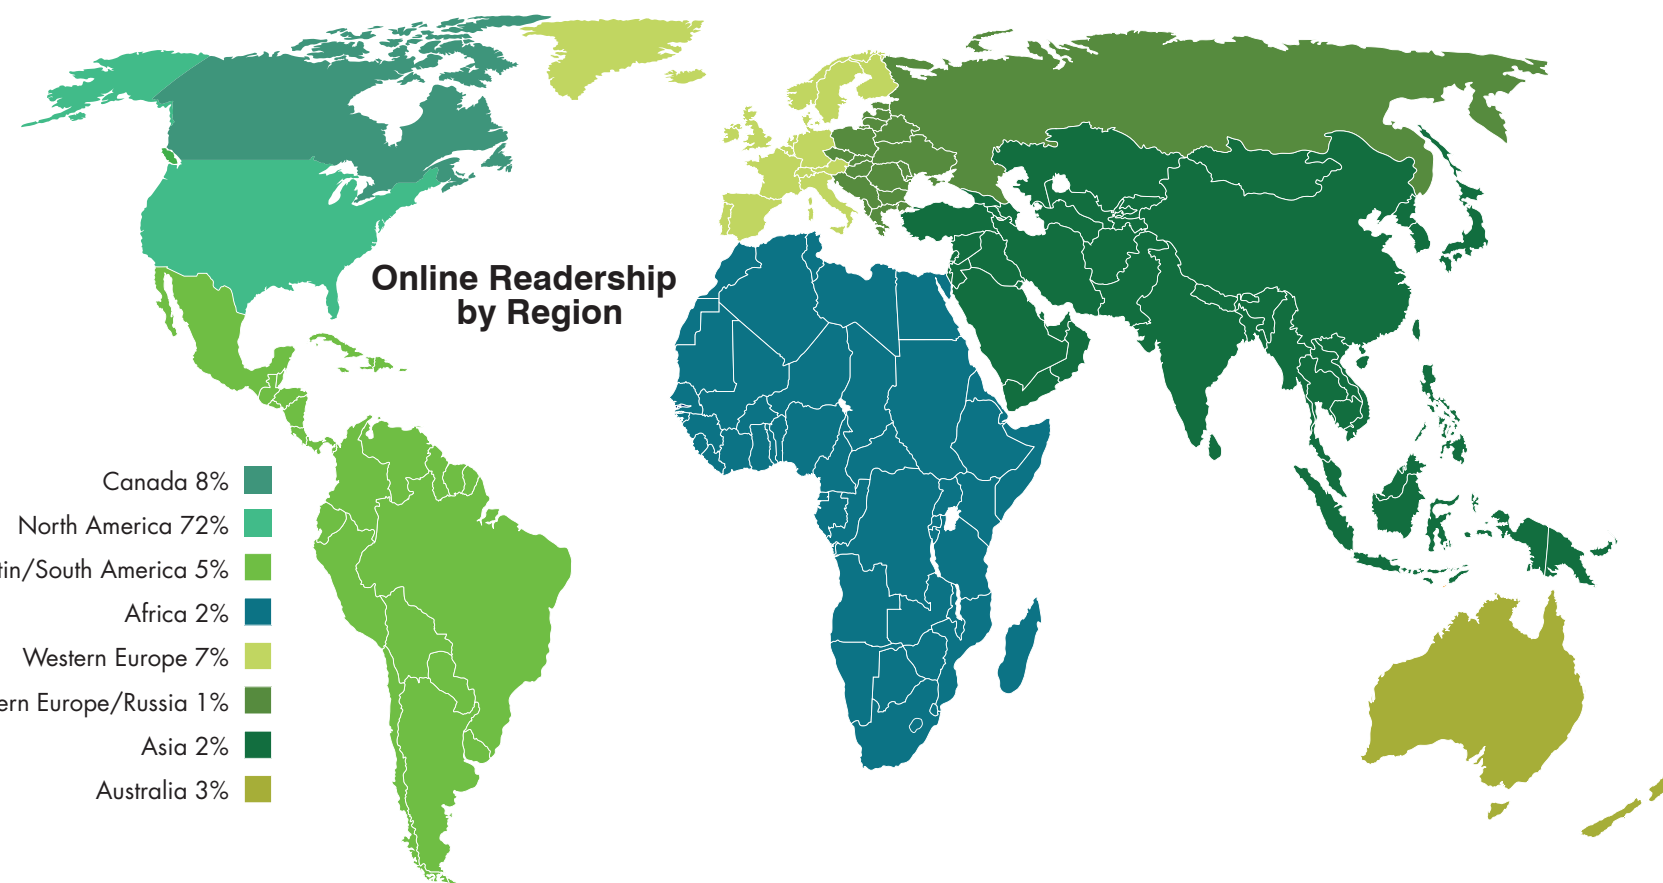 Online Readership
by Region
Canada 8%
North America 72%
tin/South America 5%
Africa 2%
Western Europe 7%
ern Europe/Russia 1%
Asia 2%
Australia 3%